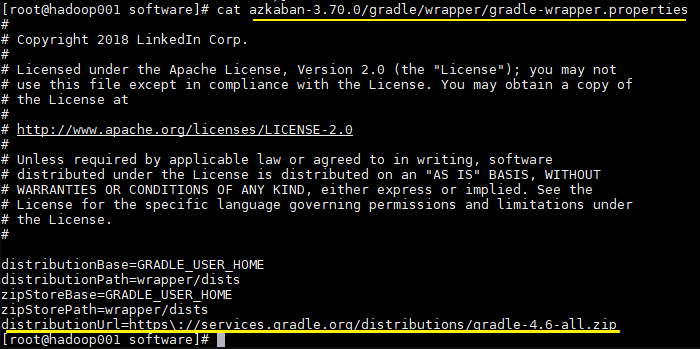 [root@hadoop001 software]# cat azkaban-3.70.0/gradle/wrapper/gradle-wrapper.properties
#
# Copyright 2018 LinkedIn Corp.
#
# Licensed under the Apache License, Version 2.0 (the "License"); you may not
# use this file except in compliance with the License. You may obtain a copy of
# the License at
#
# http://www.apache.org/licenses/LICENSE-2.0
#
# Unless required by applicable law or agreed to in writing, software
# distributed under the License is distributed on an "AS IS" BASIS, WITHOUT
# WARRANTIES OR CONDITIONS OF ANY KIND, either express or implied. See the
# License for the specific language governing permissions and limitations under
# the License.
#
distributionBase=GRADLE_USER_HOME
distributionPath=wrapper/dists
zipStoreBase=GRADLE_USER_HOME
zipStorePath=wrapper/dists
distributionUrl=https\://services.gradle.org/distributions/gradle-4.6-all.zip
[root@hadoop001 software]#